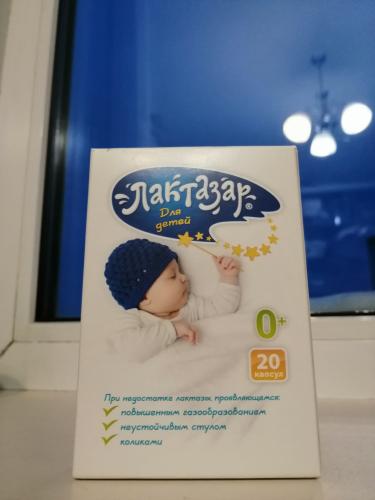 Лактазар®
Для
детей
0+
20
капсул
При недостатке лактазы, проявляющемся:
повышенным газообразованием
неустойчивым стулом
коликами